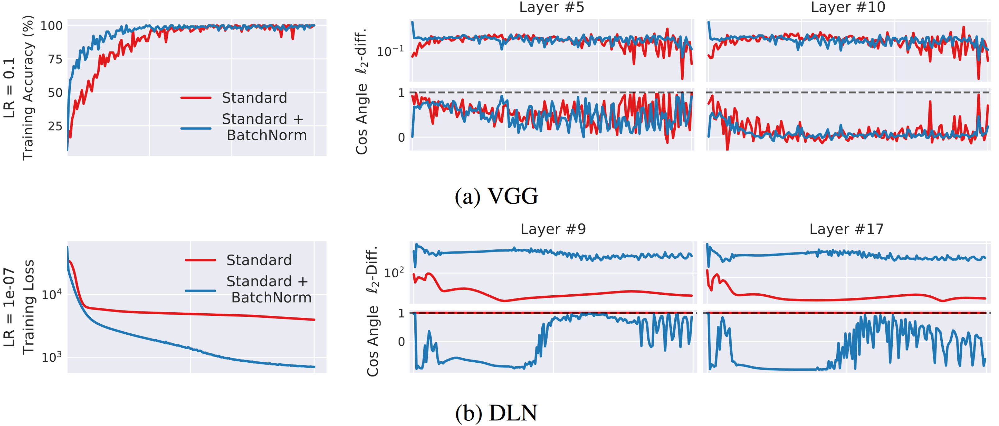 LR = 0.1
Training Accuracy (%)
100
75
50
25
Standard
Standard +
BatchNorm
Layer #5
Layer #10
ℓ₂-diff.
10⁻¹
Cos Angle
1
0
(a) VGG
LR = 1e-07
Training Loss
10⁴
10³
Standard
Standard +
BatchNorm
Layer #9
Layer #17
ℓ₂-Diff.
10²
Cos Angle
1
0
(b) DLN